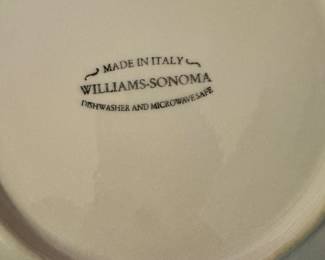 MADE IN ITALY
WILLIAMS-SONOMA
DISHWASHER AND MICROWAVE SAFE